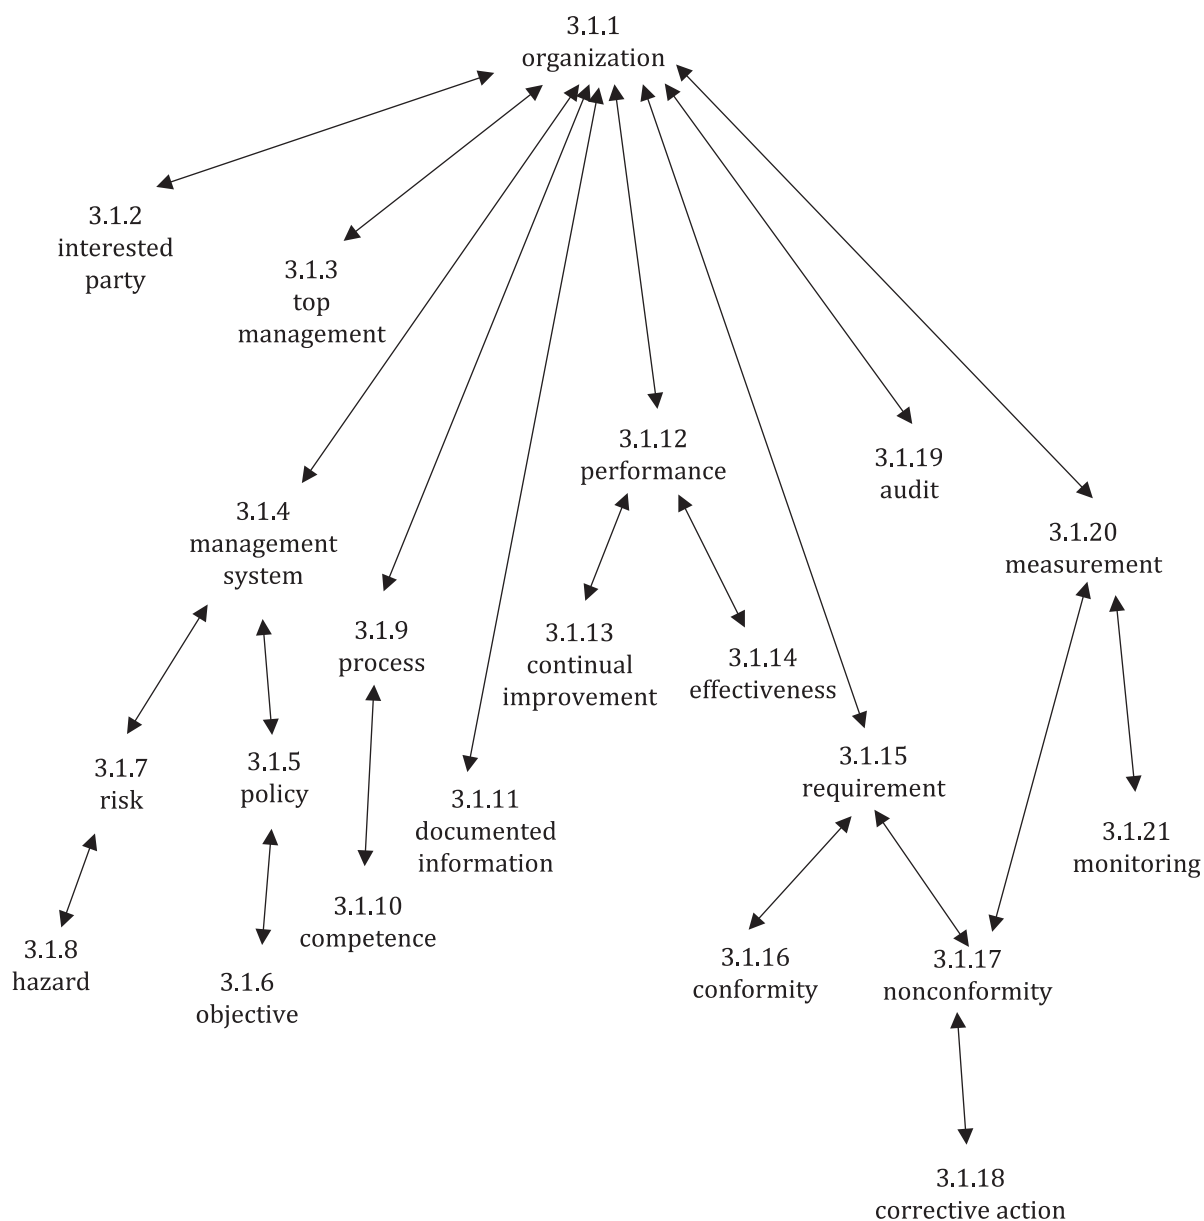 3.1.1
organization
3.1.2
interested
party
3.1.3
top
management
3.1.4
management
system
3.1.9
process
3.1.12
performance
3.1.19
audit
3.1.20
measurement
3.1.13
continual
improvement
3.1.14
effectiveness
3.1.7
risk
3.1.5
policy
3.1.11
documented
information
3.1.15
requirement
3.1.21
monitoring
3.1.8
hazard
3.1.6
objective
3.1.10
competence
3.1.16
conformity
3.1.17
nonconformity
3.1.18
corrective action